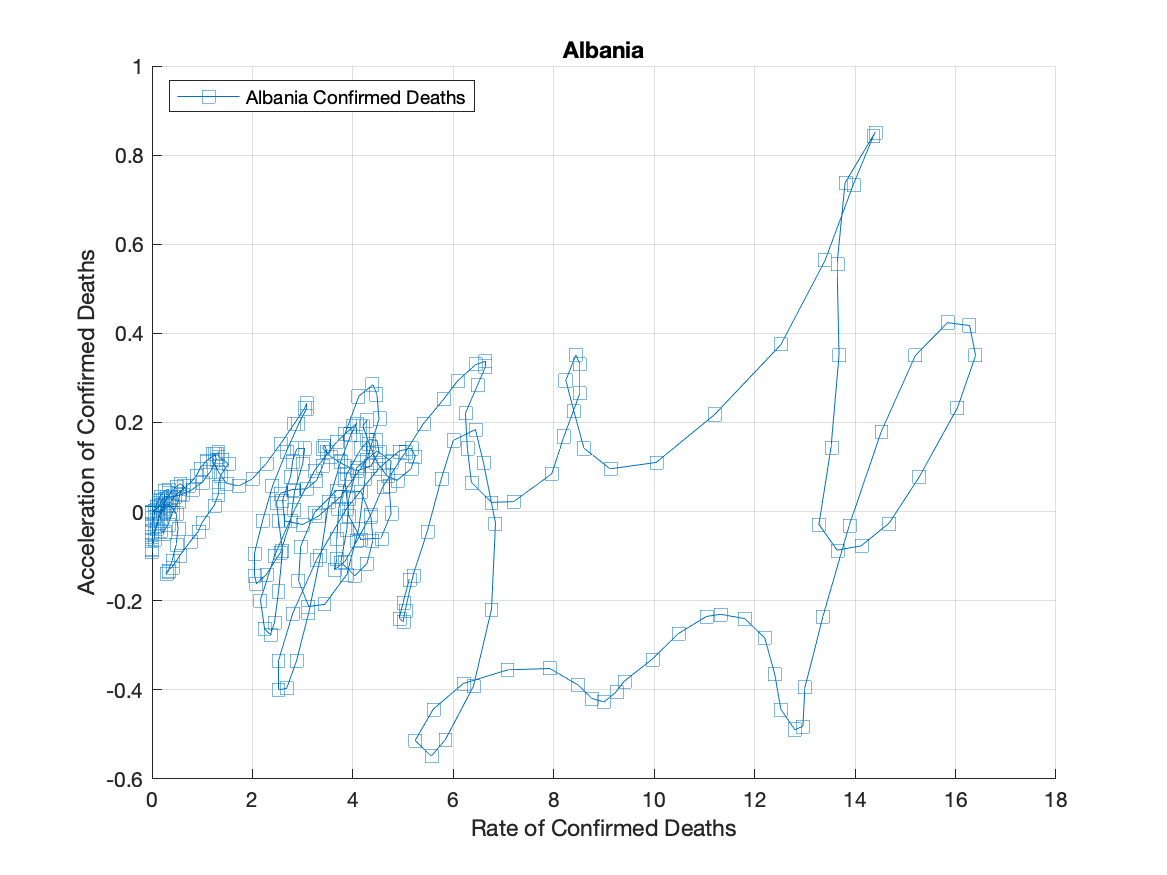 Albania
1
Albania Confirmed Deaths
0.8
0.6
0.4
0.2
0
-0.2
-0.4
-0.6
Acceleration of Confirmed Deaths
0 2 4 6 8 10 12 14 16 18
Rate of Confirmed Deaths